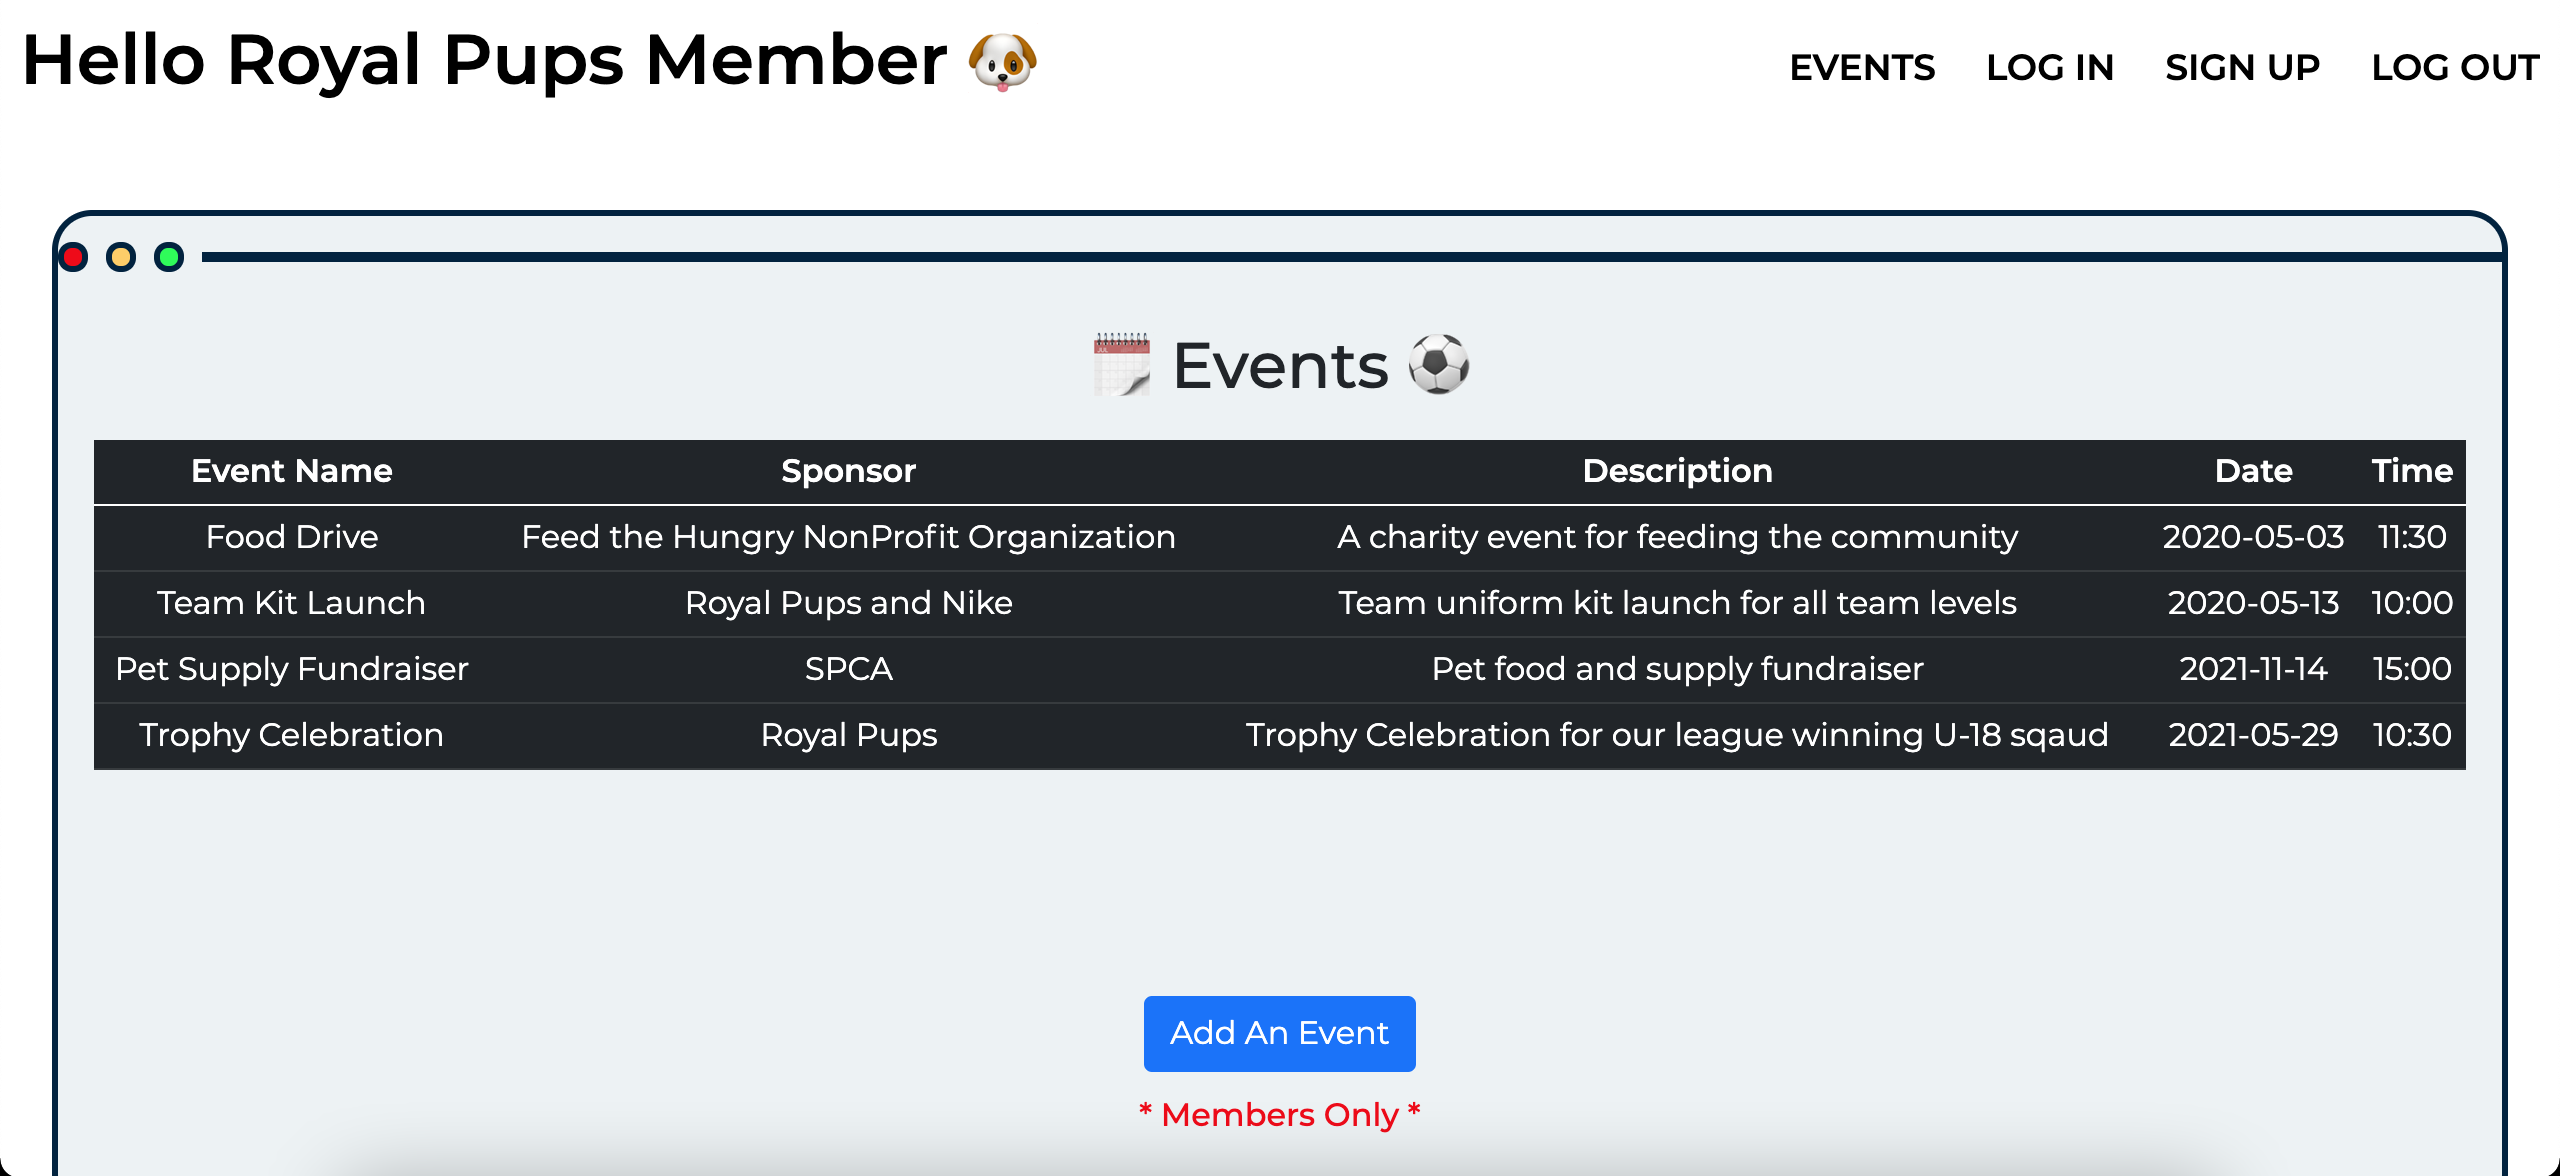 Hello Royal Pups Member 🐶
EVENTS LOG IN SIGN UP LOG OUT
🗓 Events ⚽
Event Name Sponsor Description Date Time
Food Drive Feed the Hungry NonProfit Organization A charity event for feeding the community 2020-05-03 11:30
Team Kit Launch Royal Pups and Nike Team uniform kit launch for all team levels 2020-05-13 10:00
Pet Supply Fundraiser SPCA Pet food and supply fundraiser 2021-11-14 15:00
Trophy Celebration Royal Pups Trophy Celebration for our league winning U-18 sqaud 2021-05-29 10:30
Add An Event
* Members Only *